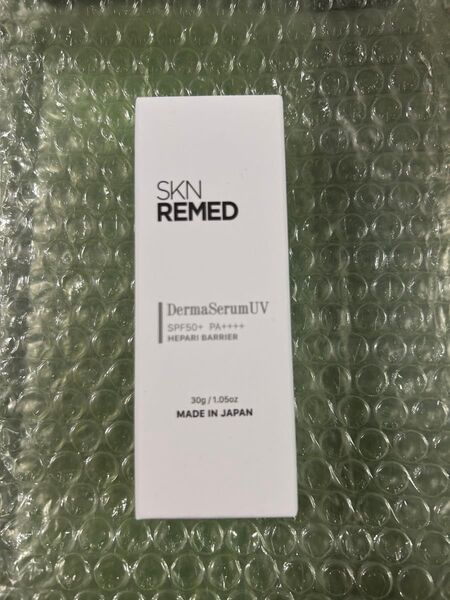 SKN
REMED
DermaSerumUV
SPF50+ PA++++
HEPARI BARRIER
30g / 1.05oz
MADE IN JAPAN